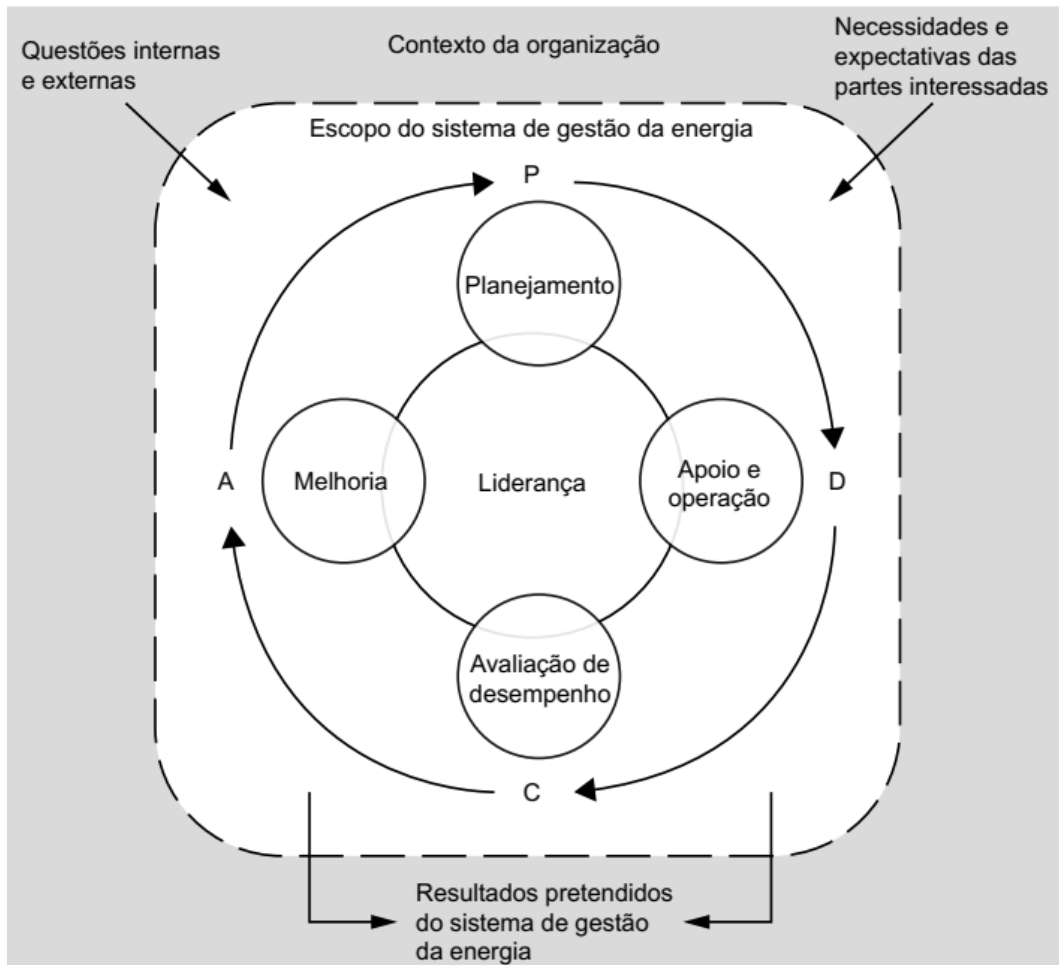 Questões internas
e externas
Contexto da organização
Necessidades e
expectativas das
partes interessadas
Escopo do sistema de gestão da energia
P
Planejamento
A
Melhoria
Liderança
Apoio e
operação
D
Avaliação de
desempenho
C
Resultados pretendidos
do sistema de gestão
da energia